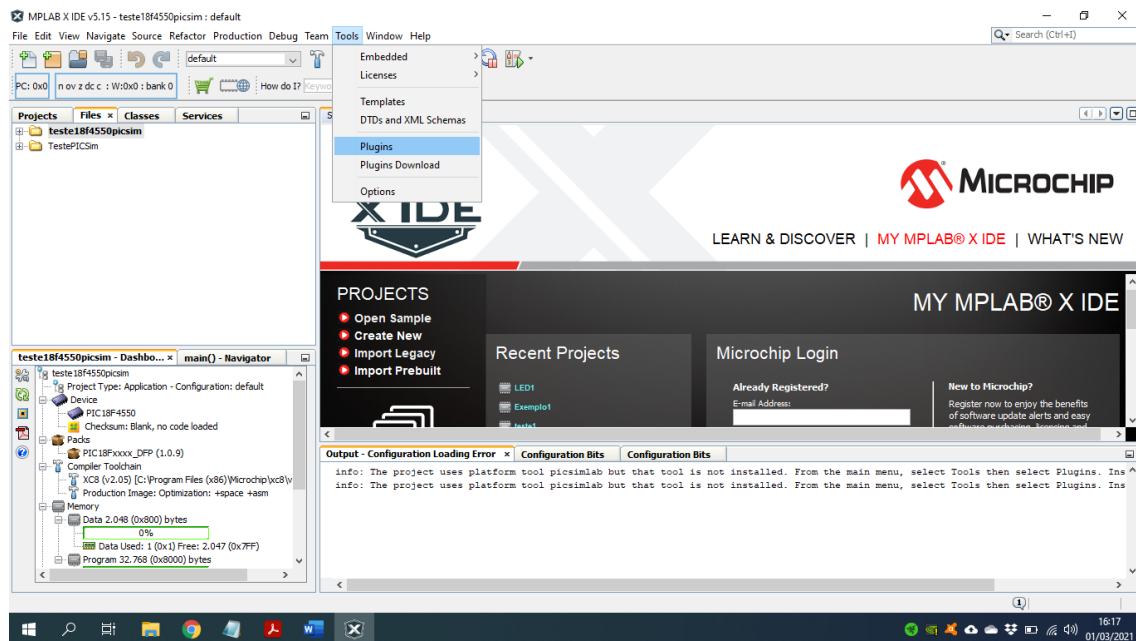 MPLAB X IDE v5.15 - teste18f4550picsim : default
File Edit View Navigate Source Refactor Production Debug Team Tools Window Help
Search (Ctrl+I)
default
PC: 0x0
n ov z dc c : W:0x0 : bank 0
How do I?
Embedded
Licenses
Templates
DTDs and XML Schemas
Plugins
Plugins Download
Options
Projects
Files
Classes
Services
teste18f4550picsim
TestePICSim
X IDE
MICROCHIP
LEARN & DISCOVER | MY MPLAB® X IDE | WHAT'S NEW
PROJECTS
Open Sample
Create New
Import Legacy
Import Prebuilt
MY MPLAB® X IDE
Recent Projects
LED1
Exemplo1
teste1
Microchip Login
Already Registered?
E-mail Address:
New to Microchip?
Register now to enjoy the benefits
of software update alerts and easy
software purchasing, licensing and
teste18f4550picsim - Dashbo...
main() - Navigator
teste18f4550picsim
Project Type: Application - Configuration: default
Device
PIC18F4550
Checksum: Blank, no code loaded
Packs
PIC18Fxxxx_DFP (1.0.9)
Compiler Toolchain
XC8 (v2.05) [C:\Program Files (x86)\Microchip\xc8\v
Production Image: Optimization: +space +asm
Memory
Data 2.048 (0x800) bytes
0%
Data Used: 1 (0x1) Free: 2.047 (0x7FF)
Program 32.768 (0x8000) bytes
Output - Configuration Loading Error
Configuration Bits
Configuration Bits
info: The project uses platform tool picsimlab but that tool is not installed. From the main menu, select Tools then select Plugins. Ins
info: The project uses platform tool picsimlab but that tool is not installed. From the main menu, select Tools then select Plugins. Ins
1
16:17
01/03/2021